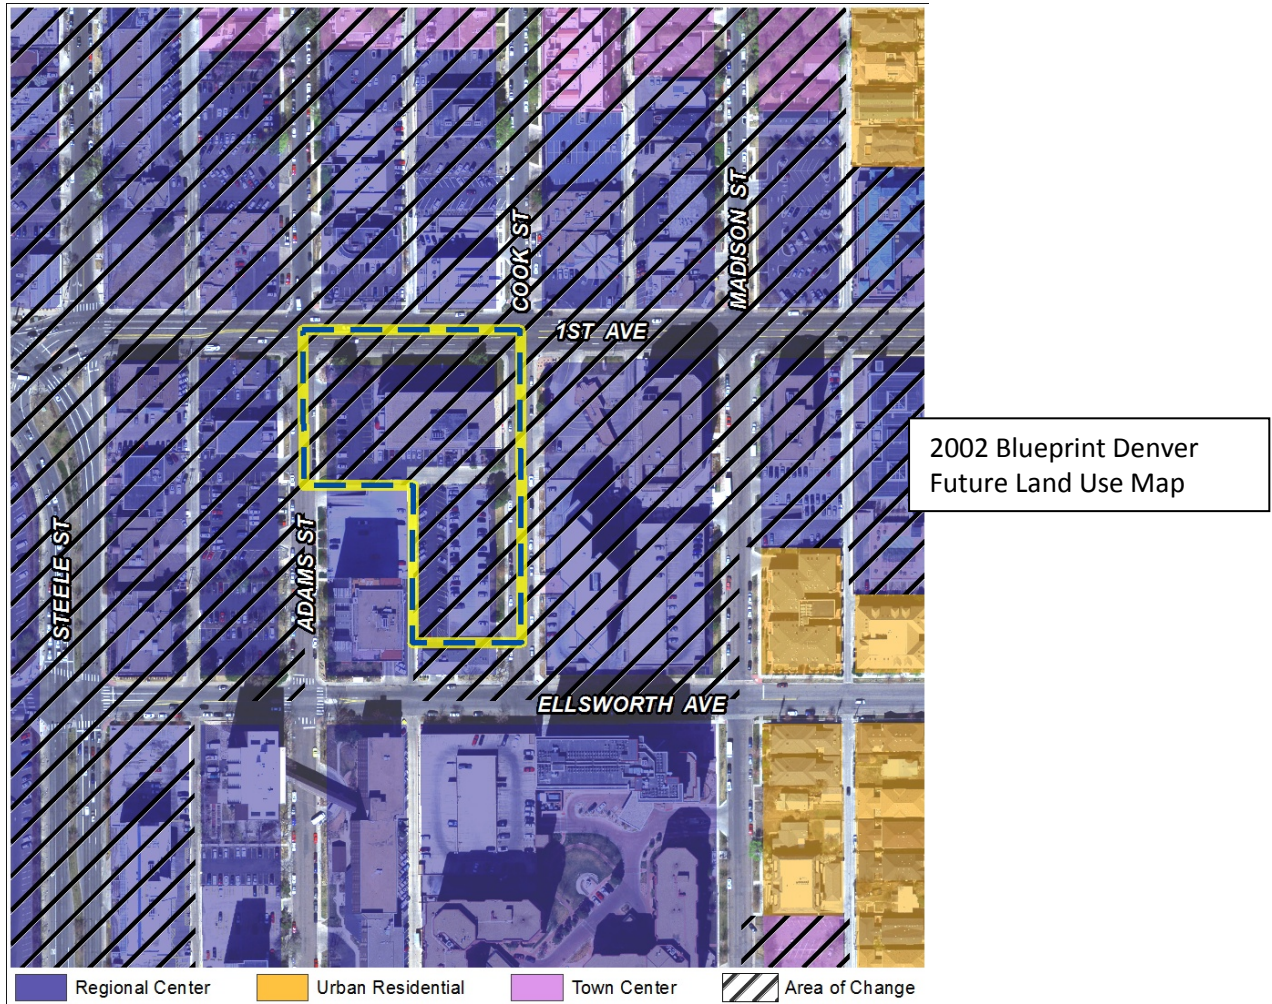 COOK ST
MADISON ST
1ST AVE
2002 Blueprint Denver
Future Land Use Map
STEELE ST
ADAMS ST
ELLSWORTH AVE
Regional Center
Urban Residential
Town Center
Area of Change